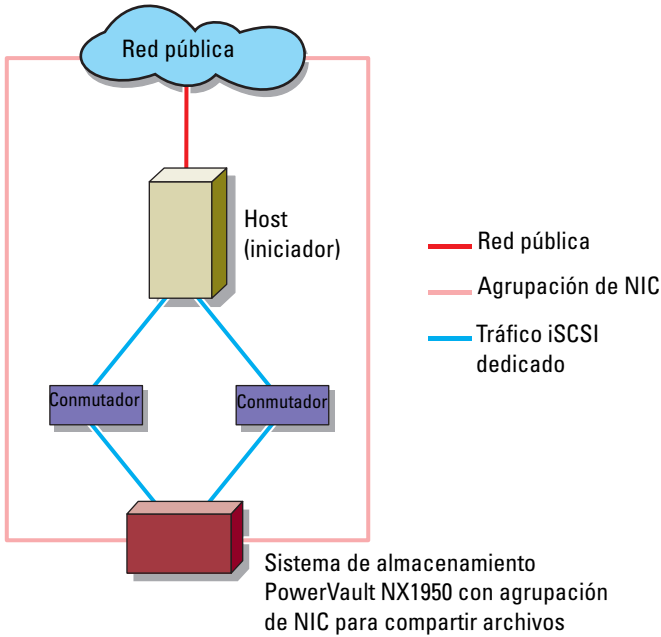 Red pública
Host
(iniciador)
Red pública
Agrupación de NIC
Tráfico iSCSI
dedicado
Conmutador
Conmutador
Sistema de almacenamiento
PowerVault NX1950 con agrupación
de NIC para compartir archivos